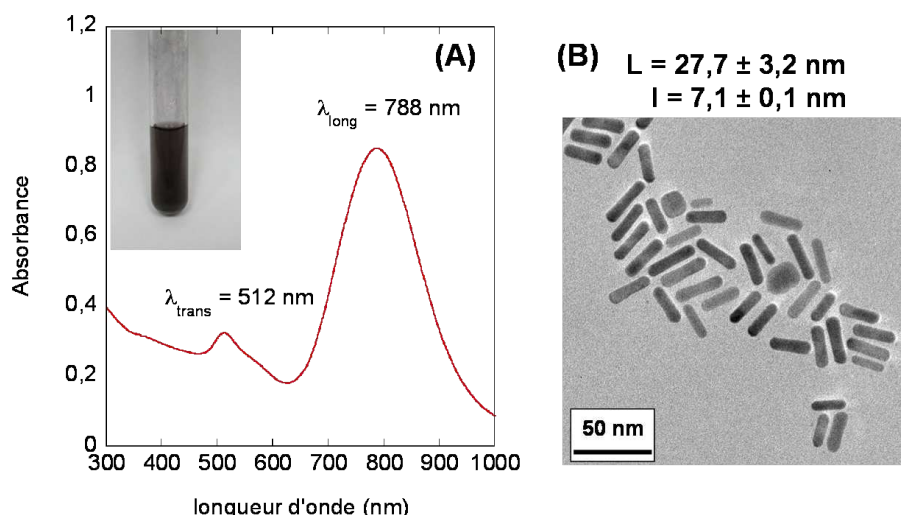 (A)
λlong = 788 nm
λtrans = 512 nm
Absorbance
1,2
1
0,8
0,6
0,4
0,2
0
300 400 500 600 700 800 900 1000
longueur d'onde (nm)
(B) L = 27,7 ± 3,2 nm
l = 7,1 ± 0,1 nm
50 nm